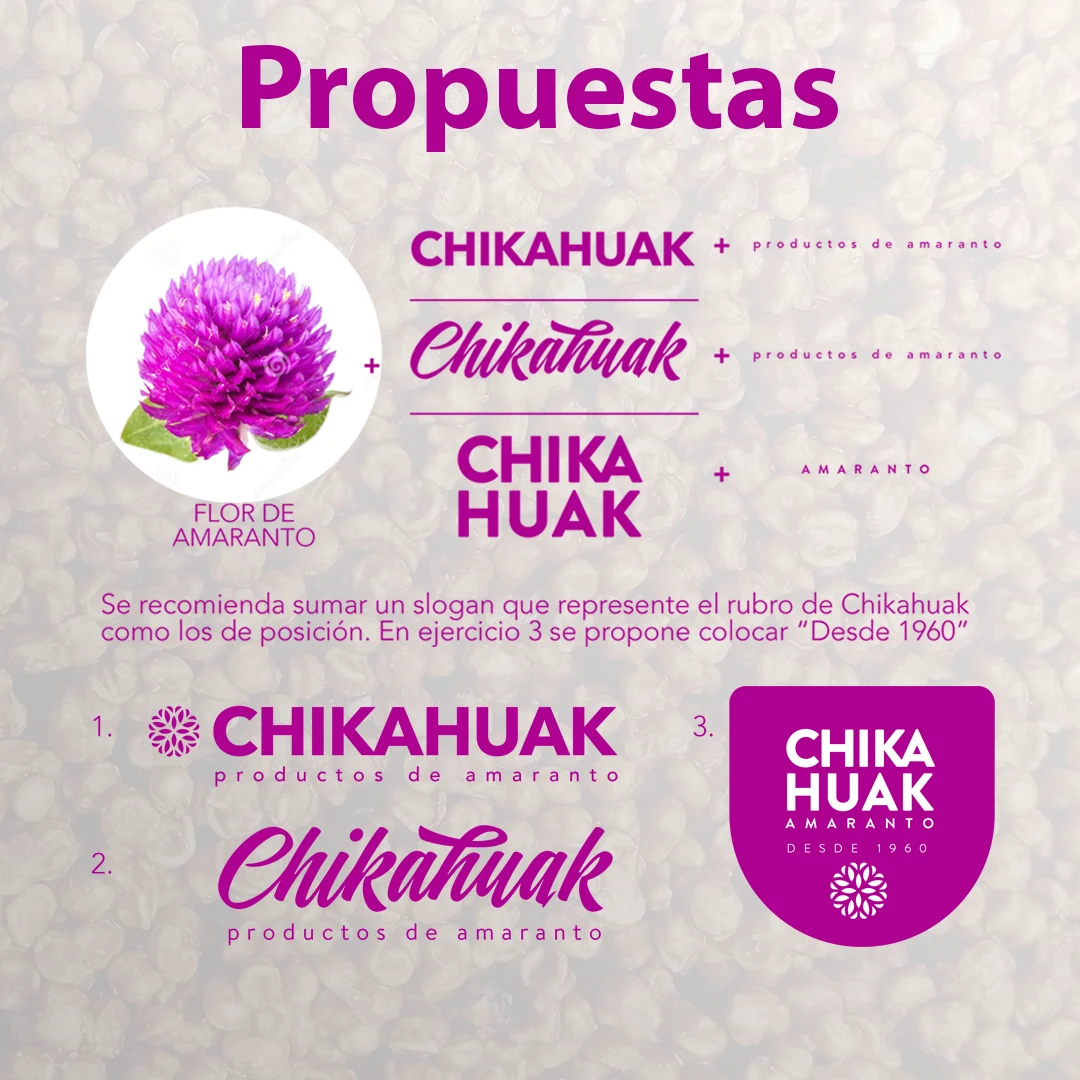 Propuestas
CHIKAHUAK + productos de amaranto
+ Chikahuak + productos de amaranto
CHIKA
HUAK
+ AMARANTO
FLOR DE
AMARANTO
Se recomienda sumar un slogan que represente el rubro de Chikahuak
como los de posición. En ejercicio 3 se propone colocar “Desde 1960”
1. CHIKAHUAK
productos de amaranto
2. Chikahuak
productos de amaranto
3. CHIKA
HUAK
AMARANTO
DESDE 1960